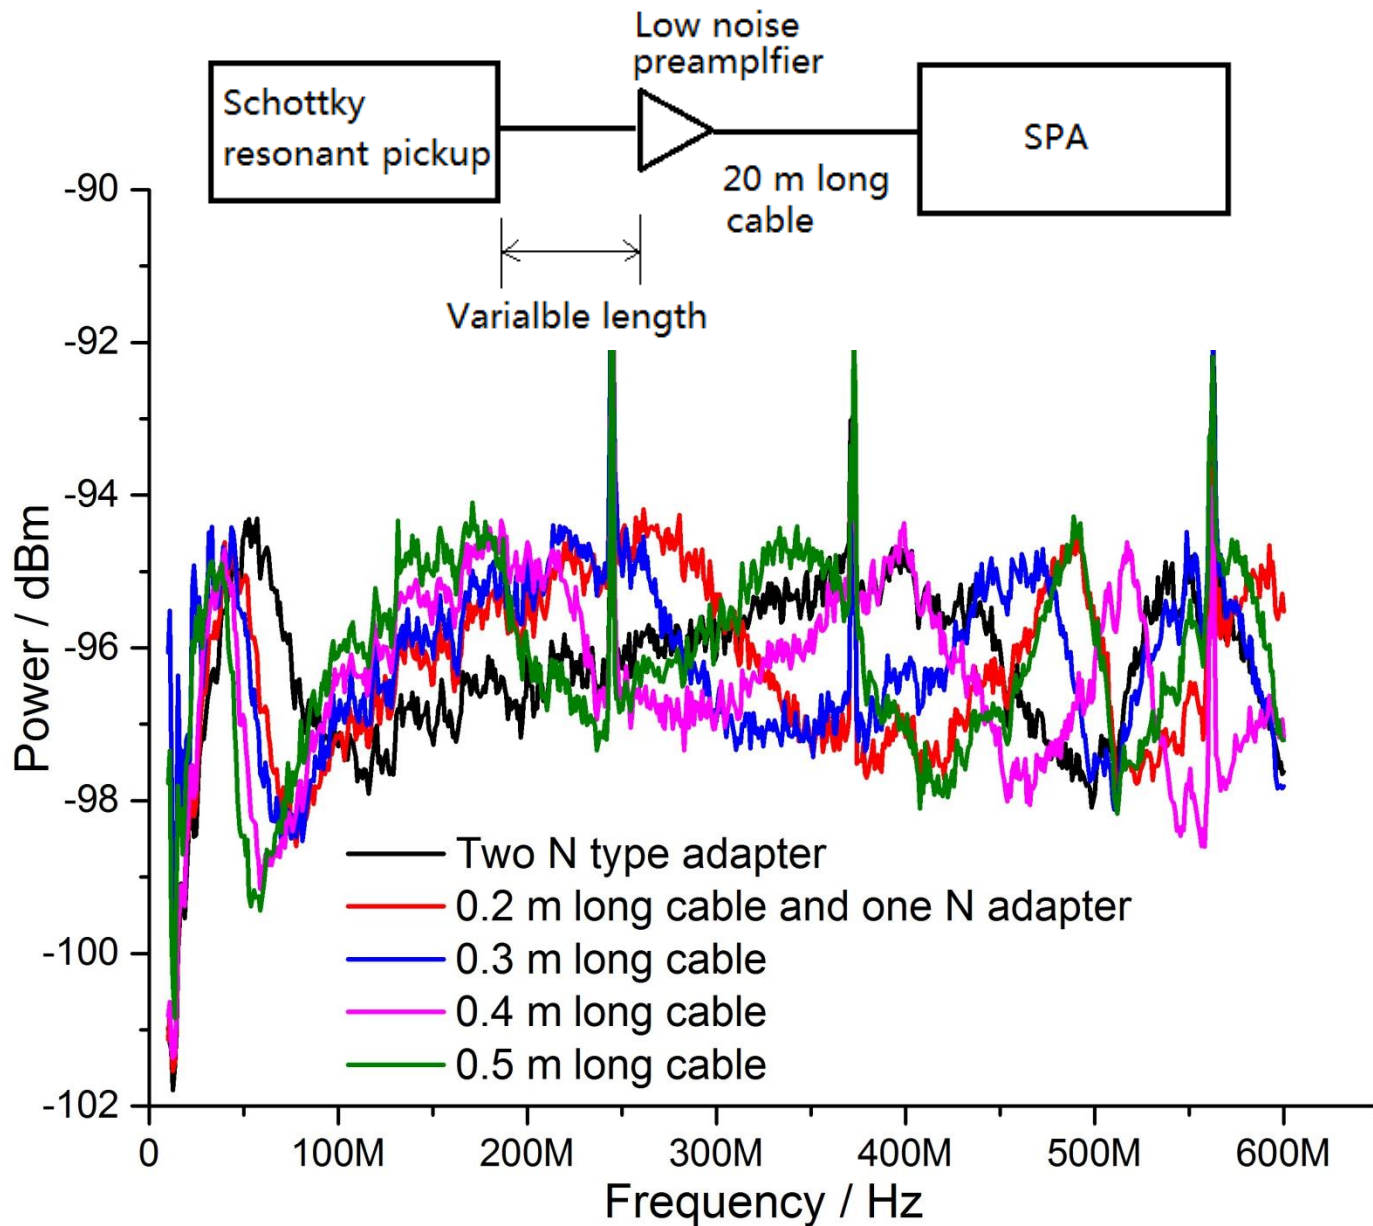 Low noise
preamplfier
Schottky
resonant pickup
SPA
20 m long
cable
Varialble length
-90
-92
-94
-96
-98
-100
-102
Power / dBm
Two N type adapter
0.2 m long cable and one N adapter
0.3 m long cable
0.4 m long cable
0.5 m long cable
0
100M
200M
300M
400M
500M
600M
Frequency / Hz